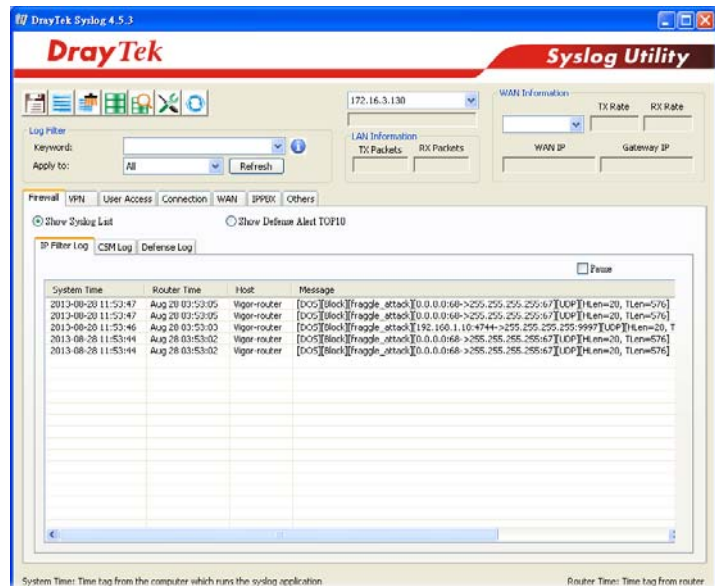 DrayTek Syslog 4.5.3
DrayTek
Syslog Utility
172.16.3.130
WAN Information
TX Rate RX Rate
WAN IP Gateway IP
LAN Information
TX Packets RX Packets
Log Filter
Keyword:
Apply to: All Refresh
Firewall VPN User Access Connection WAN IPPBX Others
Show Syslog List Show Defense Alert TOP10
IP Filter Log CSM Log Defense Log
Pause
System Time Router Time Host Message
2013-08-28 11:53:47 Aug 28 03:53:05 Vigor-router [DOS][Block][fraggle_attack][0.0.0.0:68->255.255.255.255:67][UDP][HLen=20, TLen=576]
2013-08-28 11:53:47 Aug 28 03:53:05 Vigor-router [DOS][Block][fraggle_attack][0.0.0.0:68->255.255.255.255:67][UDP][HLen=20, TLen=576]
2013-08-28 11:53:46 Aug 28 03:53:03 Vigor-router [DOS][Block][fraggle_attack][192.168.1.10:4744->255.255.255.255:9997][UDP][HLen=20, T
2013-08-28 11:53:44 Aug 28 03:53:02 Vigor-router [DOS][Block][fraggle_attack][0.0.0.0:68->255.255.255.255:67][UDP][HLen=20, TLen=576]
2013-08-28 11:53:44 Aug 28 03:53:02 Vigor-router [DOS][Block][fraggle_attack][0.0.0.0:68->255.255.255.255:67][UDP][HLen=20, TLen=576]
System Time: Time tag from the computer which runs the syslog application Router Time: Time tag from router